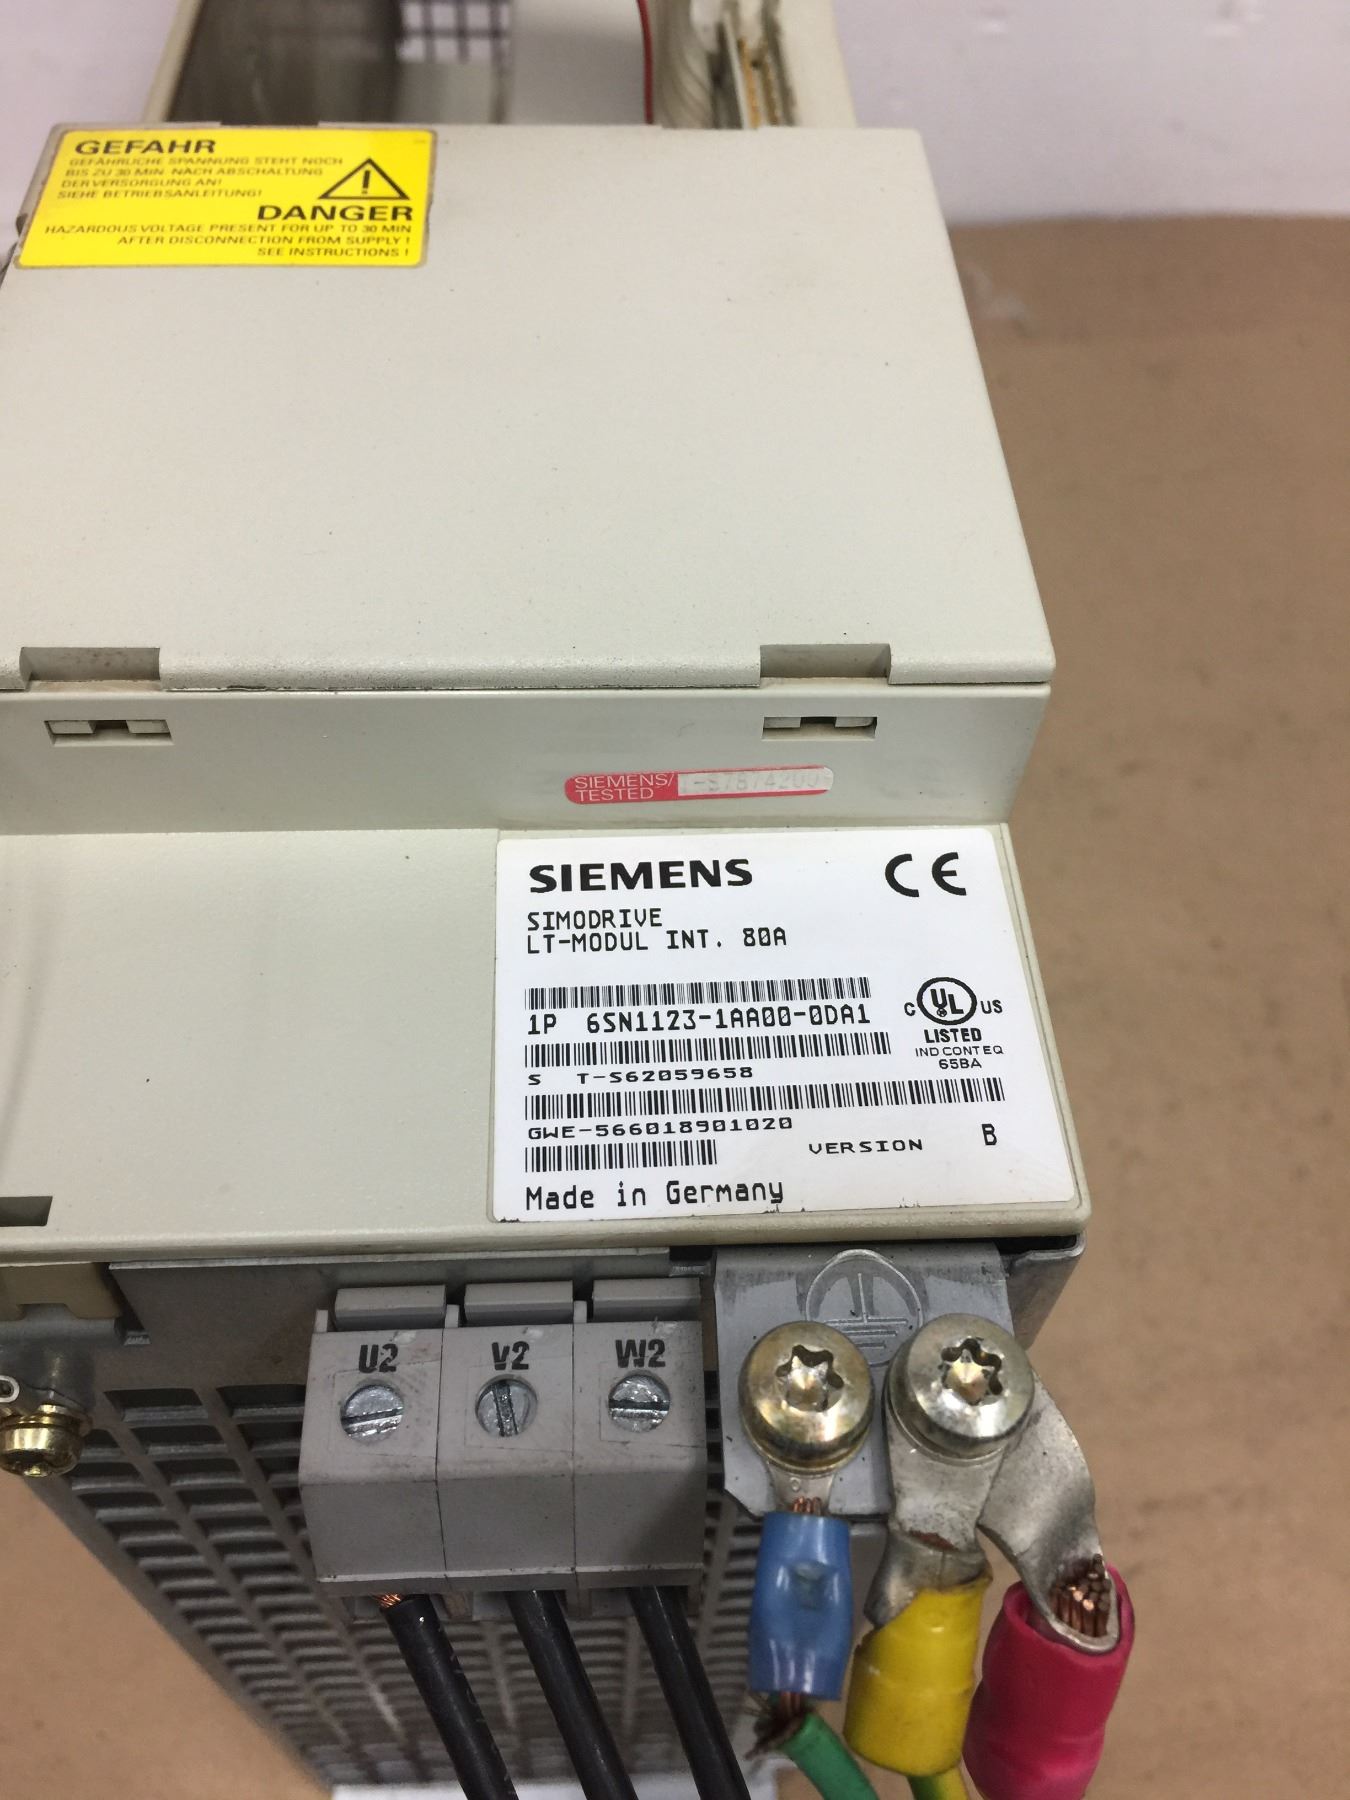 GEFAHR
GEFÄHRLICHE SPANNUNG STEHT NOCH
BIS ZU 30 MIN. NACH ABSCHALTUNG
DER VERSORGUNG AN!
SIEHE BETRIEBSANLEITUNG!
DANGER
HAZARDOUS VOLTAGE PRESENT FOR UP TO 30 MIN
AFTER DISCONNECTION FROM SUPPLY !
SEE INSTRUCTIONS !
SIEMENS/
TESTED
SIEMENS CE
SIMODRIVE
LT-MODUL INT. 80A
1P 6SN1123-1AA00-0DA1
C UL US
LISTED
IND CONT EQ
65BA
S T-S62059658
GWE-566018901020
VERSION B
Made in Germany
U2 V2 W2